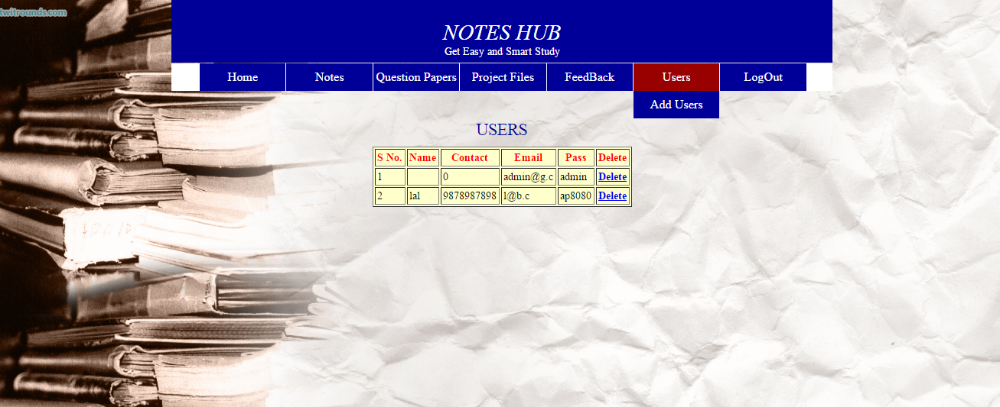 twitrounds.com
NOTES HUB
Get Easy and Smart Study
Home Notes Question Papers Project Files FeedBack Users LogOut
Add Users
USERS
S No. Name Contact Email Pass Delete
1 0 admin@g.c admin Delete
2 lal 9878987898 l@b.c ap8080 Delete